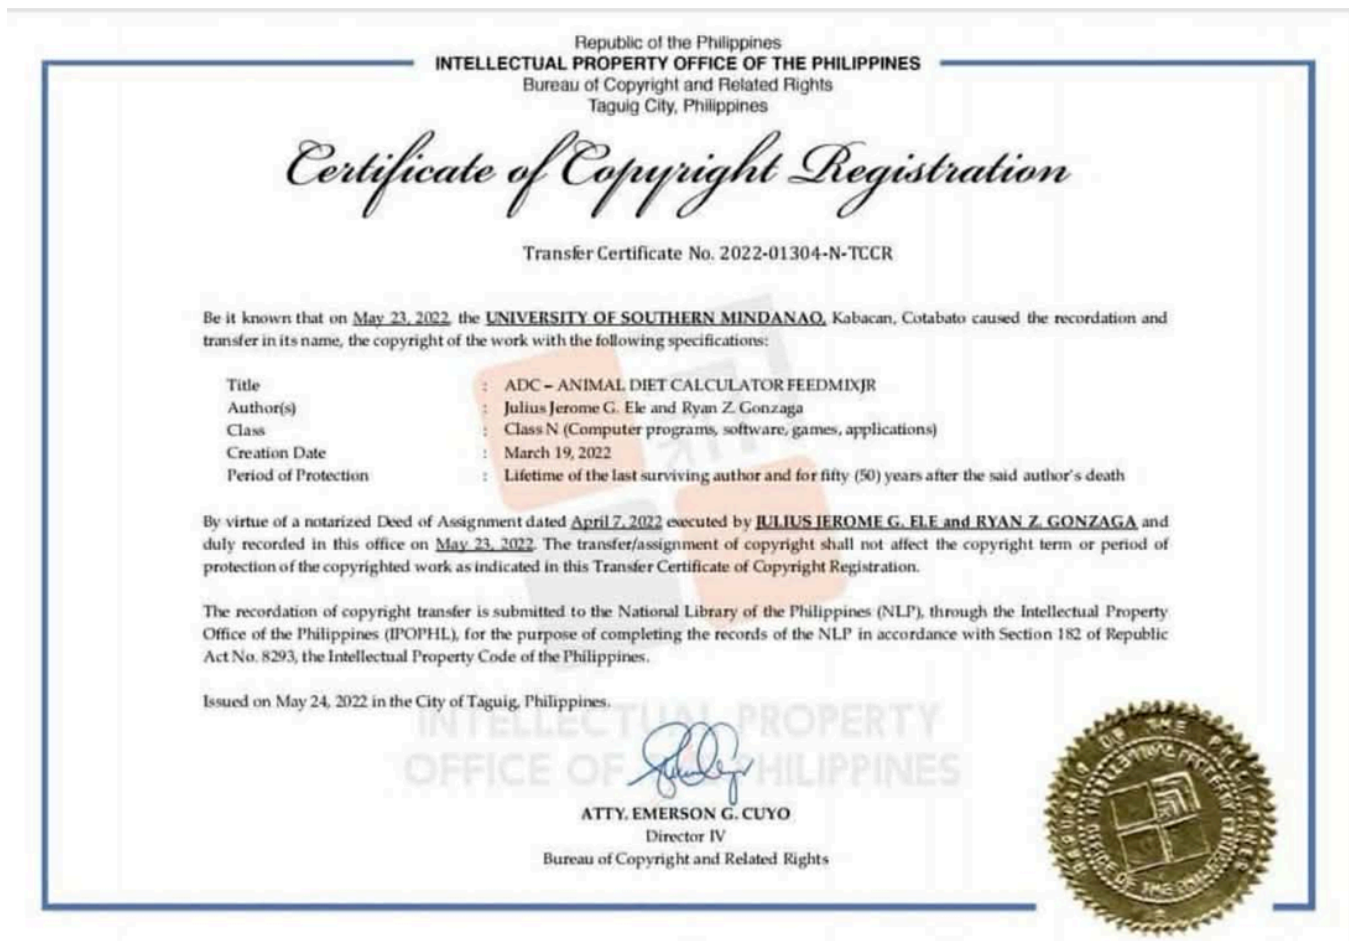 Republic of the Philippines
INTELLECTUAL PROPERTY OFFICE OF THE PHILIPPINES
Bureau of Copyright and Related Rights
Taguig City, Philippines
Certificate of Copyright Registration
Transfer Certificate No. 2022-01304-N-TCCR
Be it known that on May 23, 2022, the UNIVERSITY OF SOUTHERN MINDANAO, Kabacan, Cotabato caused the recordation and
transfer in its name, the copyright of the work with the following specifications:
Title : ADC – ANIMAL DIET CALCULATOR FEEDMIXJR
Author(s) : Julius Jerome G. Ele and Ryan Z. Gonzaga
Class : Class N (Computer programs, software, games, applications)
Creation Date : March 19, 2022
Period of Protection : Lifetime of the last surviving author and for fifty (50) years after the said author's death
By virtue of a notarized Deed of Assignment dated April 7, 2022 executed by JULIUS JEROME G. ELE and RYAN Z. GONZAGA and
duly recorded in this office on May 23, 2022. The transfer/assignment of copyright shall not affect the copyright term or period of
protection of the copyrighted work as indicated in this Transfer Certificate of Copyright Registration.
The recordation of copyright transfer is submitted to the National Library of the Philippines (NLP), through the Intellectual Property
Office of the Philippines (IPOPHL), for the purpose of completing the records of the NLP in accordance with Section 182 of Republic
Act No. 8293, the Intellectual Property Code of the Philippines.
Issued on May 24, 2022 in the City of Taguig, Philippines.
INTELLECTUAL PROPERTY
OFFICE OF PHILIPPINES
ATTY. EMERSON G. CUYO
Director IV
Bureau of Copyright and Related Rights